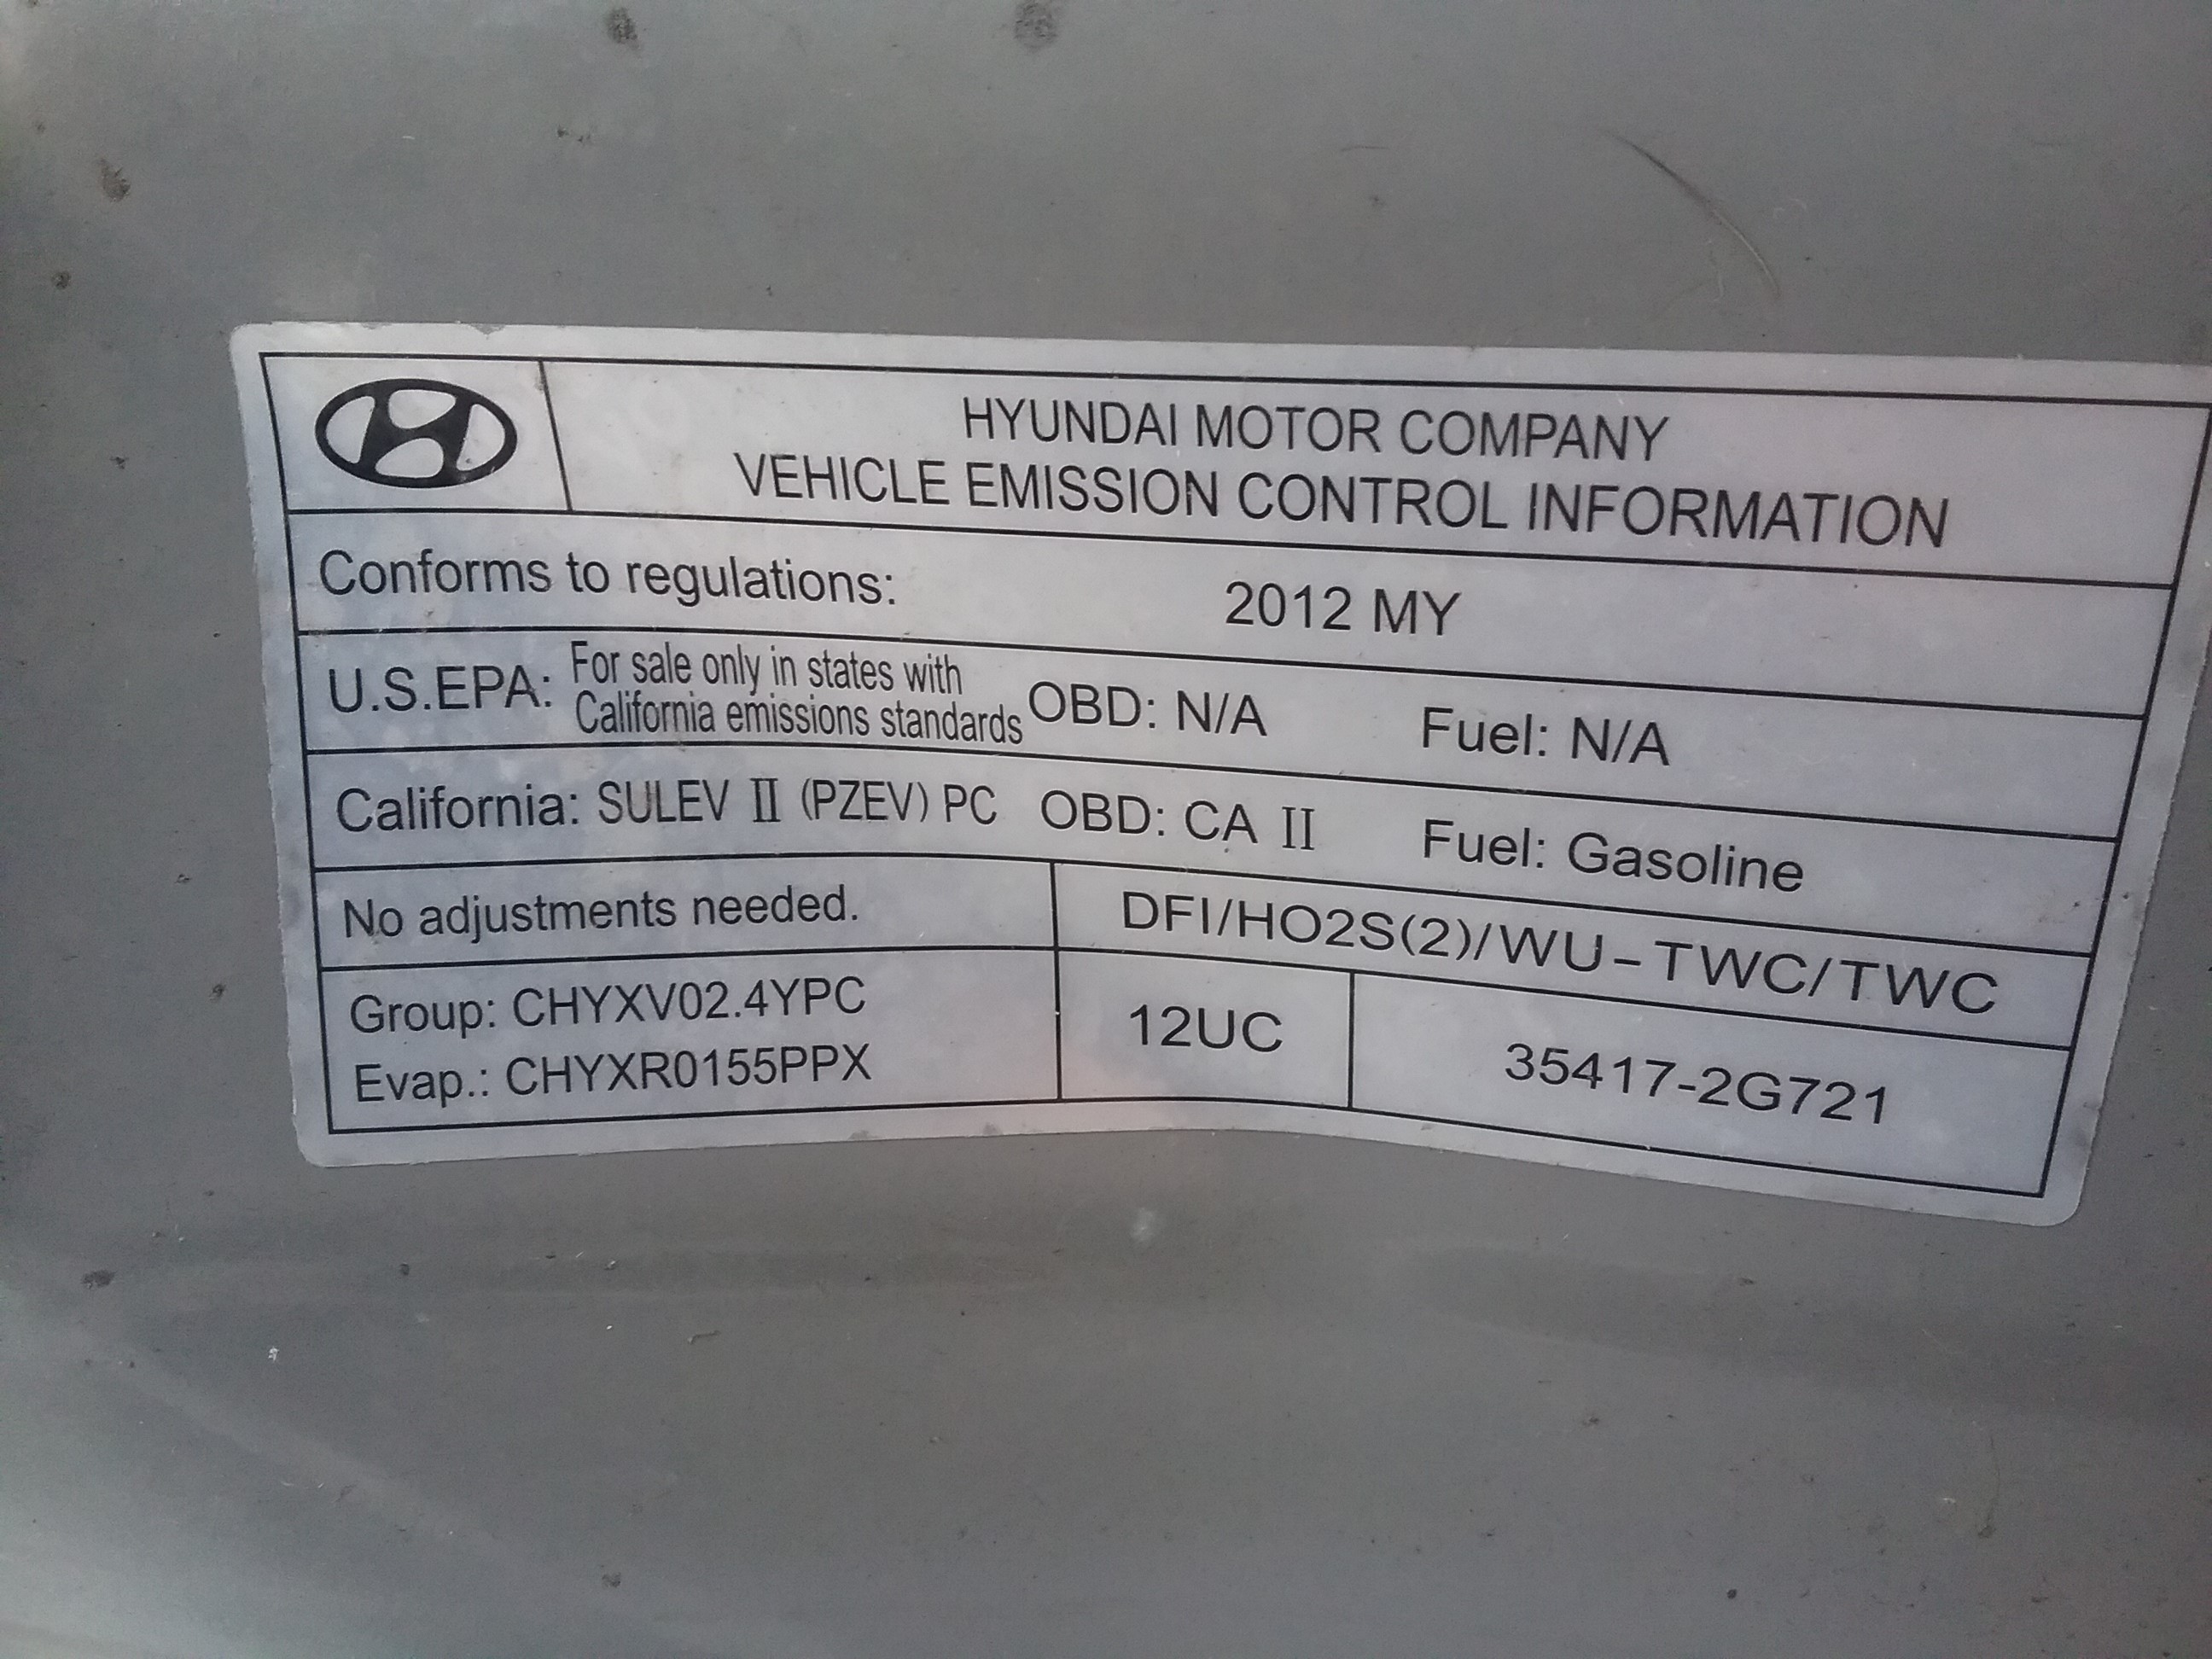 HYUNDAI MOTOR COMPANY
VEHICLE EMISSION CONTROL INFORMATION
Conforms to regulations: 2012 MY
U.S.EPA: For sale only in states with
California emissions standards OBD: N/A Fuel: N/A
California: SULEV II (PZEV) PC OBD: CA II Fuel: Gasoline
No adjustments needed. DFI/HO2S(2)/WU-TWC/TWC
Group: CHYXV02.4YPC
Evap.: CHYXR0155PPX
12UC
35417-2G721